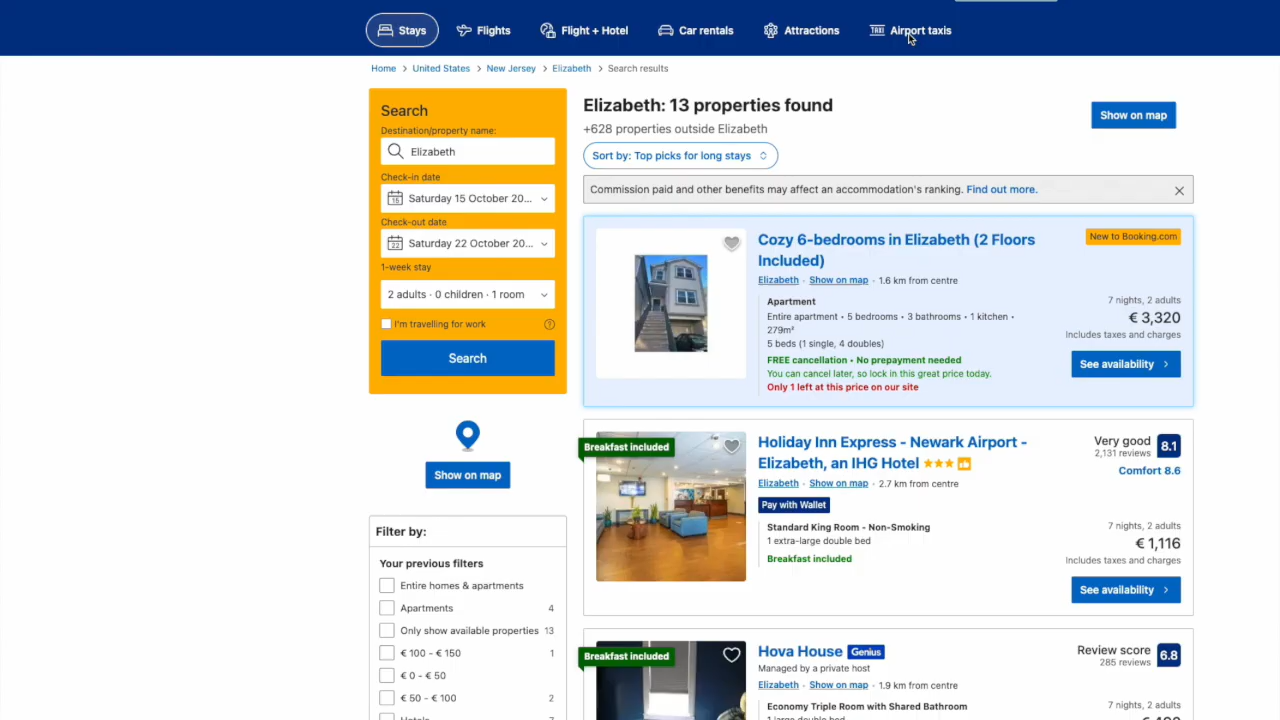 Stays
Flights
Flight + Hotel
Car rentals
Attractions
TAXI
Airport taxis
Home > United States > New Jersey > Elizabeth > Search results
Search
Destination/property name:
Elizabeth
Check-in date
15
Saturday 15 October 20...
Check-out date
22
Saturday 22 October 20...
1-week stay
2 adults · 0 children · 1 room
I'm travelling for work
Search
Show on map
Filter by:
Your previous filters
Entire homes & apartments
Apartments 4
Only show available properties 13
€ 100 - € 150 1
€ 0 - € 50
€ 50 - € 100 2
Elizabeth: 13 properties found
+628 properties outside Elizabeth
Show on map
Sort by: Top picks for long stays
Commission paid and other benefits may affect an accommodation's ranking. Find out more.
Cozy 6-bedrooms in Elizabeth (2 Floors
Included)
New to Booking.com
Elizabeth · Show on map · 1.6 km from centre
Apartment
Entire apartment • 5 bedrooms • 3 bathrooms • 1 kitchen •
279m²
5 beds (1 single, 4 doubles)
FREE cancellation • No prepayment needed
You can cancel later, so lock in this great price today.
Only 1 left at this price on our site
7 nights, 2 adults
€ 3,320
Includes taxes and charges
See availability
Breakfast included
Holiday Inn Express - Newark Airport -
Elizabeth, an IHG Hotel
Elizabeth · Show on map · 2.7 km from centre
Pay with Wallet
Standard King Room - Non-Smoking
1 extra-large double bed
Breakfast included
Very good
2,131 reviews
8.1
Comfort 8.6
7 nights, 2 adults
€ 1,116
Includes taxes and charges
See availability
Breakfast included
Hova House Genius
Managed by a private host
Elizabeth · Show on map · 1.9 km from centre
Economy Triple Room with Shared Bathroom
Review score
285 reviews
6.8
7 nights, 2 adults